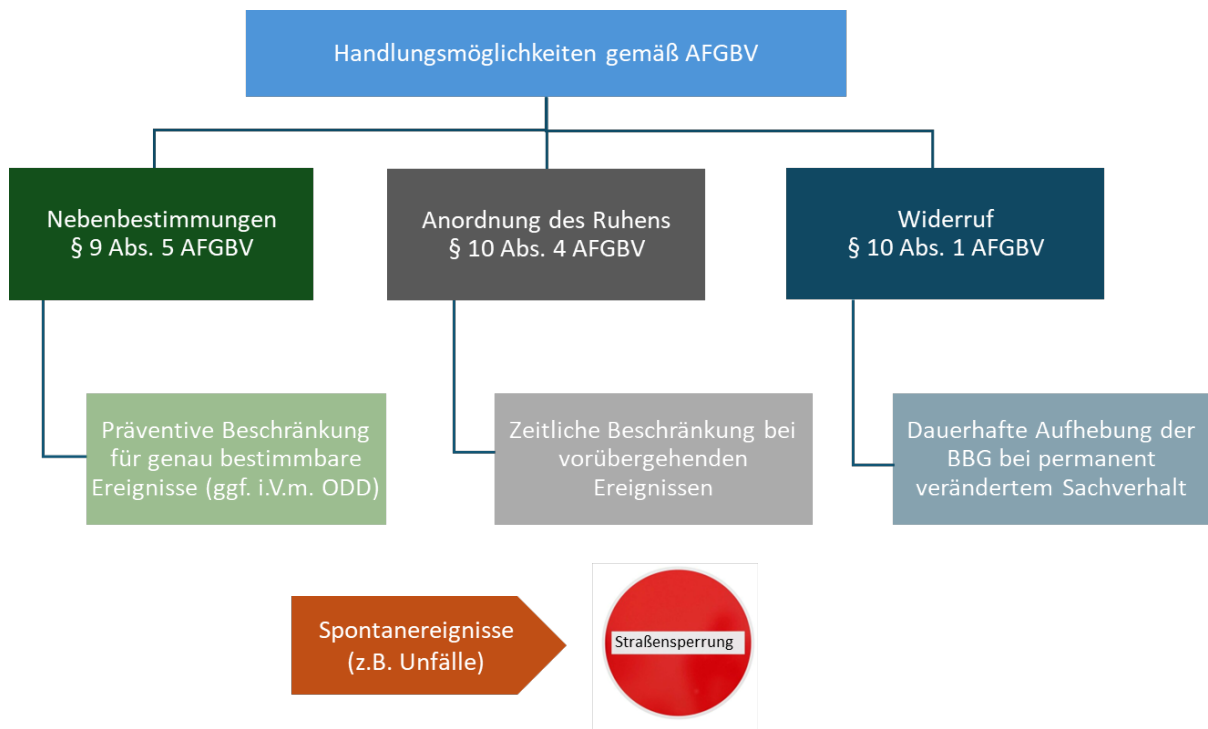 Handlungsmöglichkeiten gemäß AFGBV
Nebenbestimmungen
§ 9 Abs. 5 AFGBV
Anordnung des Ruhens
§ 10 Abs. 4 AFGBV
Widerruf
§ 10 Abs. 1 AFGBV
Präventive Beschränkung
für genau bestimmbare
Ereignisse (ggf. i.V.m. ODD)
Zeitliche Beschränkung bei
vorübergehenden
Ereignissen
Dauerhafte Aufhebung der
BBG bei permanent
verändertem Sachverhalt
Spontanereignisse
(z.B. Unfälle)
Straßensperrung